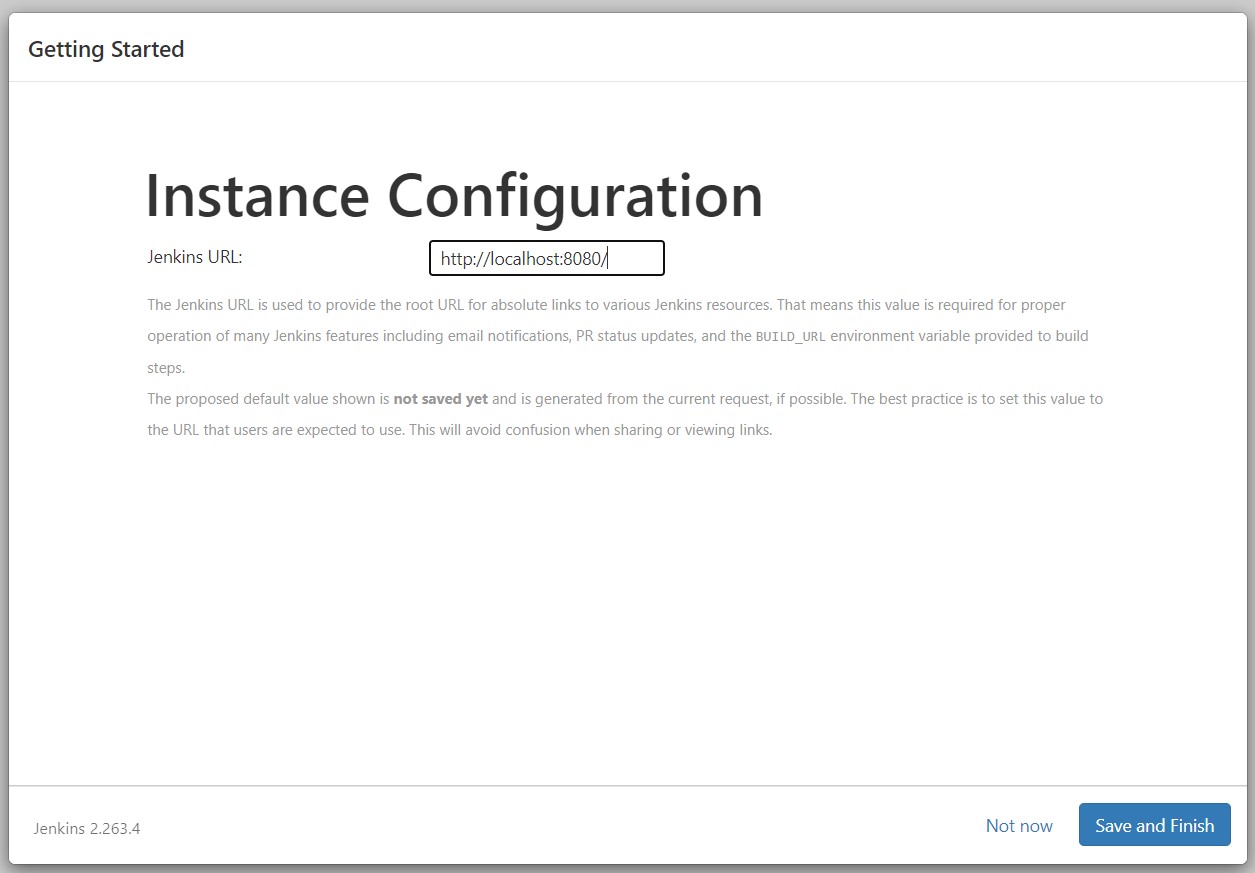 Getting Started
Instance Configuration
Jenkins URL:
http://localhost:8080/
The Jenkins URL is used to provide the root URL for absolute links to various Jenkins resources. That means this value is required for proper
operation of many Jenkins features including email notifications, PR status updates, and the BUILD_URL environment variable provided to build
steps.
The proposed default value shown is not saved yet and is generated from the current request, if possible. The best practice is to set this value to
the URL that users are expected to use. This will avoid confusion when sharing or viewing links.
Jenkins 2.263.4
Not now
Save and Finish